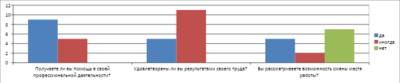 12
10
8
6
4
2
0
Получаете ли вы помощь в своей
профессиональной деятельности?
Удовлетворены ли вы результатом своего труда?
Вы рассматриваете возможность смены места
работы?
да
иногда
нет